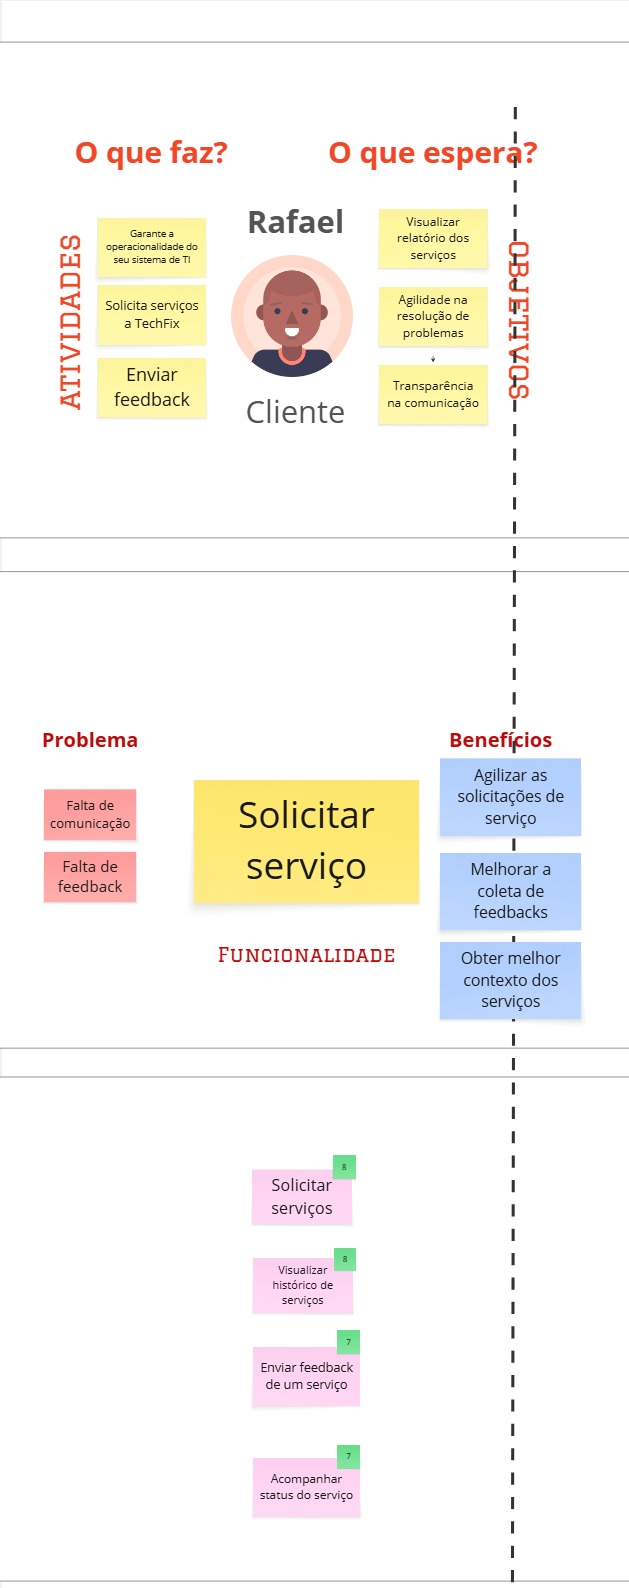 O que faz?
O que espera?
ATIVIDADES
Garante a
operacionalidade do
seu sistema de TI
Solicita serviços
a TechFix
Enviar
feedback
Rafael
Cliente
Visualizar
relatório dos
serviços
Agilidade na
resolução de
problemas
Transparência
na comunicação
OBJETIVOS
Problema
Falta de
comunicação
Falta de
feedback
Solicitar
serviço
Funcionalidade
Benefícios
Agilizar as
solicitações de
serviço
Melhorar a
coleta de
feedbacks
Obter melhor
contexto dos
serviços
8
Solicitar
serviços
8
Visualizar
histórico de
serviços
7
Enviar feedback
de um serviço
7
Acompanhar
status do serviço